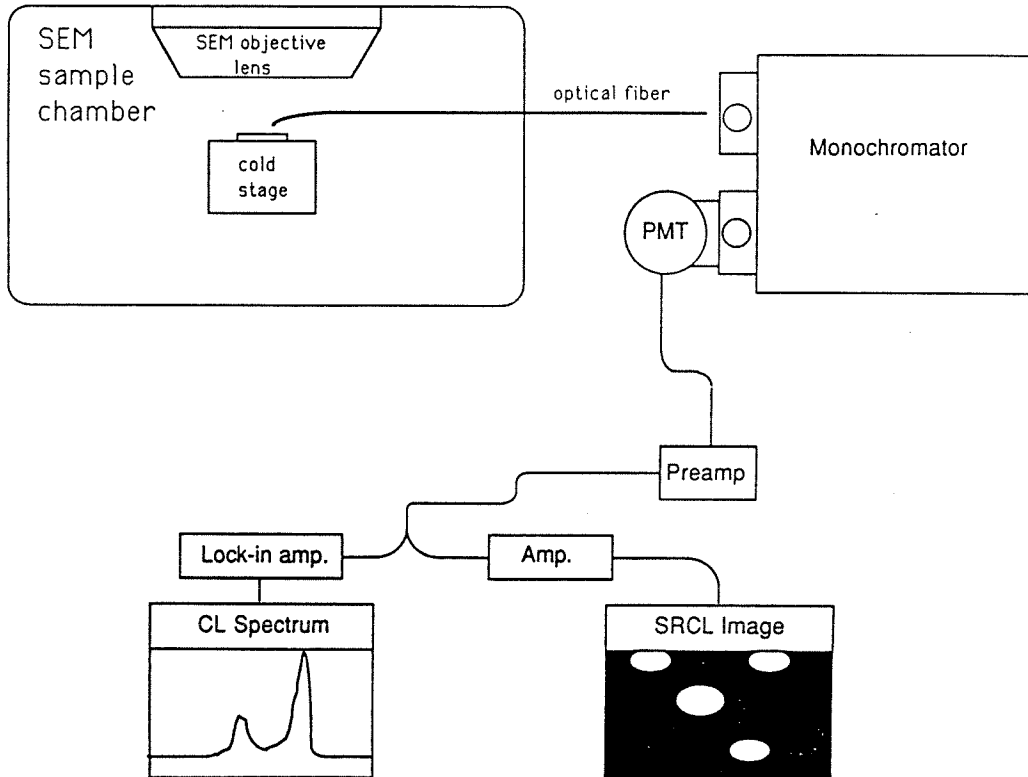 SEM
sample
chamber
SEM objective
lens
optical fiber
cold
stage
Monochromator
PMT
Preamp
Lock-in amp.
Amp.
CL Spectrum
SRCL Image